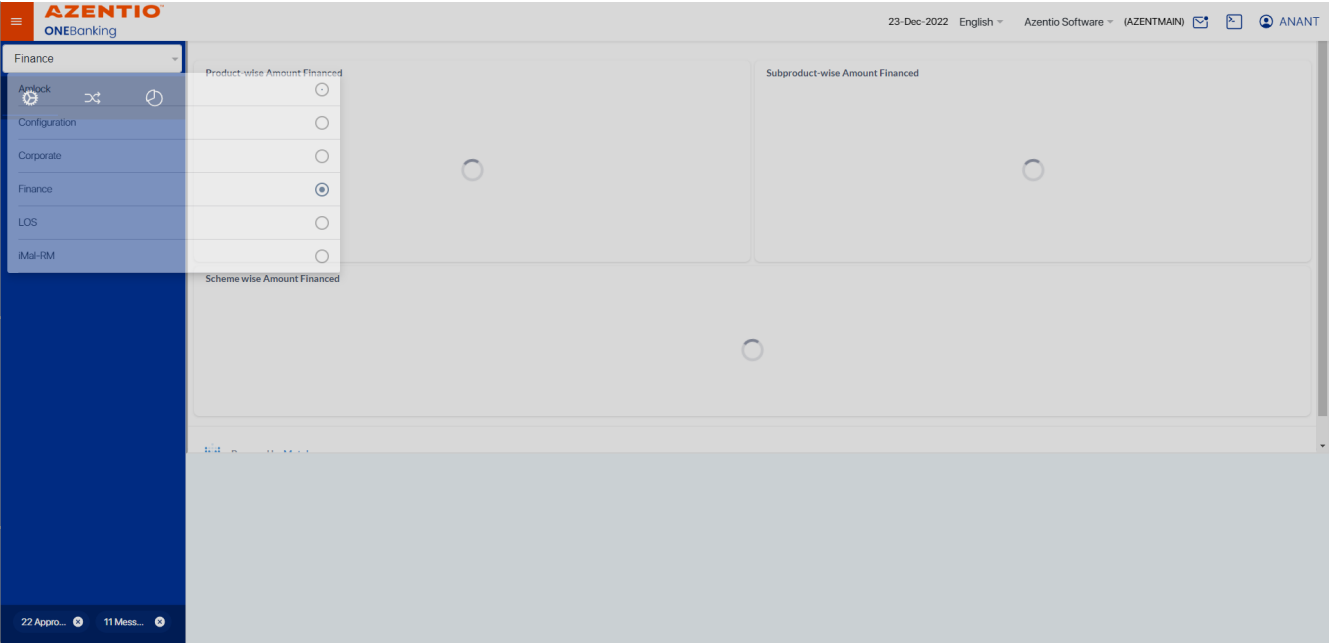 AZENTIO
ONEBanking
23-Dec-2022 English Azentio Software (AZENTMAIN) ANANT
Finance
Product-wise Amount Financed
Subproduct-wise Amount Financed
Amlock
Configuration
Corporate
Finance
LOS
iMal-RM
Scheme wise Amount Financed
22 Appro...
11 Mess...